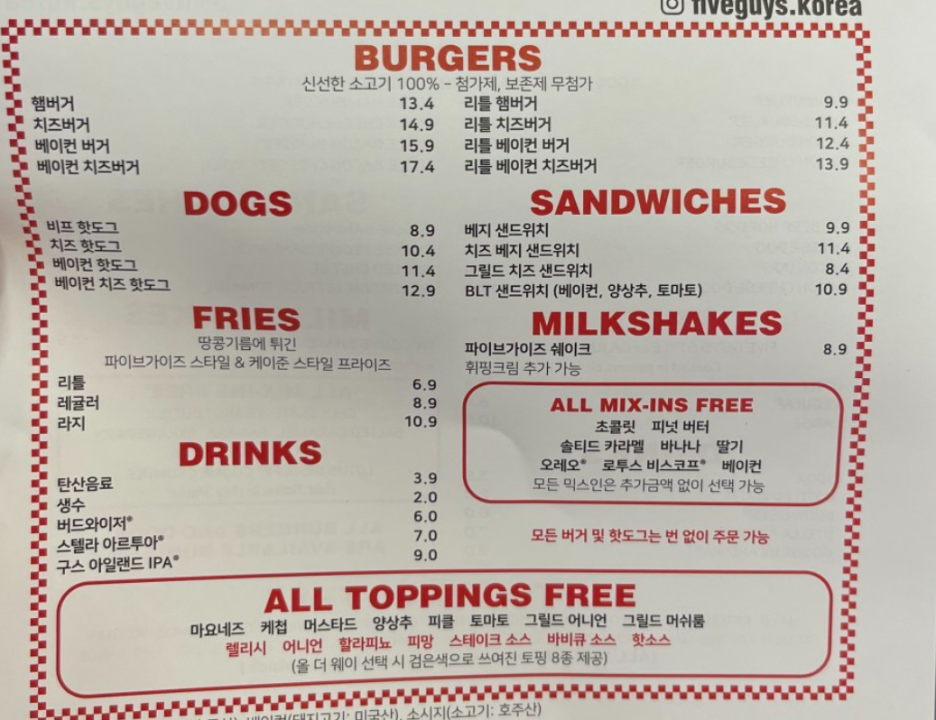 fiveguys.korea
BURGERS
신선한 소고기 100% - 첨가제, 보존제 무첨가
햄버거 13.4
치즈버거 14.9
베이컨 버거 15.9
베이컨 치즈버거 17.4
리틀 햄버거 9.9
리틀 치즈버거 11.4
리틀 베이컨 버거 12.4
리틀 베이컨 치즈버거 13.9
DOGS
비프 핫도그 8.9
치즈 핫도그 10.4
베이컨 핫도그 11.4
베이컨 치즈 핫도그 12.9
SANDWICHES
베지 샌드위치 9.9
치즈 베지 샌드위치 11.4
그릴드 치즈 샌드위치 8.4
BLT 샌드위치 (베이컨, 양상추, 토마토) 10.9
FRIES
땅콩기름에 튀긴
파이브가이즈 스타일 & 케이준 스타일 프라이즈
리틀 6.9
레귤러 8.9
라지 10.9
MILKSHAKES
파이브가이즈 쉐이크 8.9
휘핑크림 추가 가능
ALL MIX-INS FREE
초콜릿 피넛 버터
솔티드 카라멜 바나나 딸기
오레오® 로투스 비스코프® 베이컨
모든 믹스인은 추가금액 없이 선택 가능
DRINKS
탄산음료 3.9
생수 2.0
버드와이저® 6.0
스텔라 아르투아® 7.0
구스 아일랜드 IPA® 9.0
모든 버거 및 핫도그는 번 없이 주문 가능
ALL TOPPINGS FREE
마요네즈 케첩 머스타드 양상추 피클 토마토 그릴드 어니언 그릴드 머쉬룸
렐리시 어니언 할라피뇨 피망 스테이크 소스 바비큐 소스 핫소스
(올 더 웨이 선택 시 검은색으로 쓰여진 토핑 8종 제공)
베이컨(돼지고기: 미국산), 소시지(소고기: 호주산)